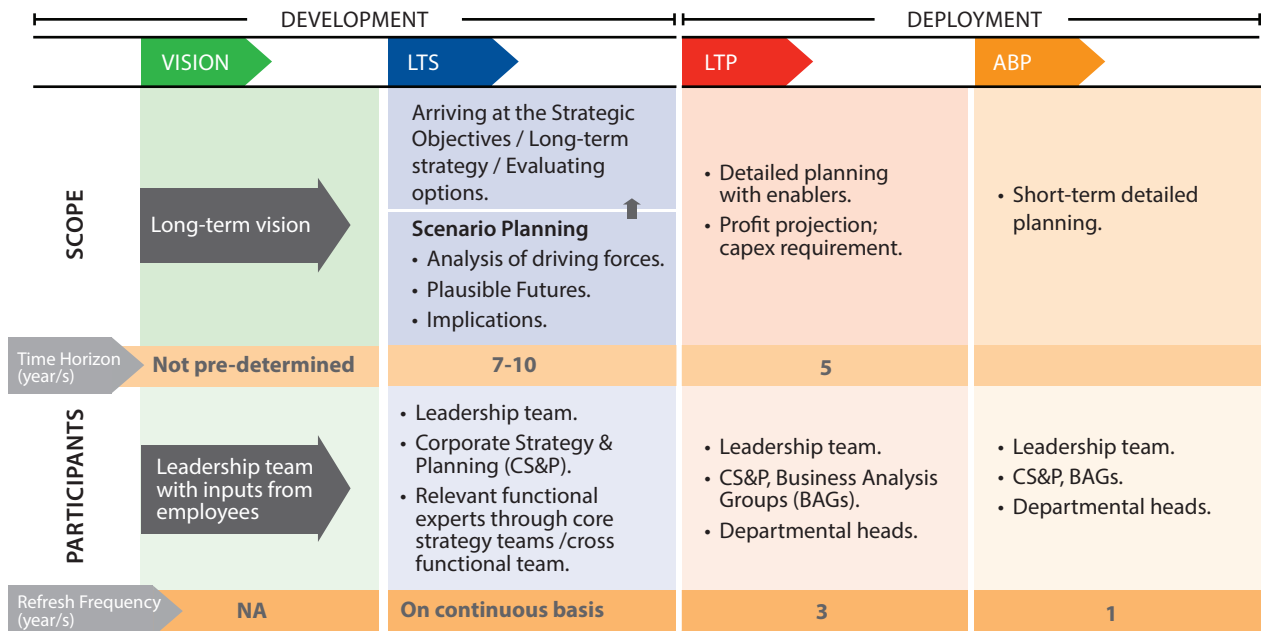 DEVELOPMENT
DEPLOYMENT
VISION
LTS
LTP
ABP
SCOPE
Long-term vision
Arriving at the Strategic
Objectives / Long-term
strategy / Evaluating
options.
Scenario Planning
• Analysis of driving forces.
• Plausible Futures.
• Implications.
• Detailed planning
with enablers.
• Profit projection;
capex requirement.
• Short-term detailed
planning.
Time Horizon
(year/s)
Not pre-determined
7-10
5
PARTICIPANTS
Leadership team
with inputs from
employees
• Leadership team.
• Corporate Strategy &
Planning (CS&P).
• Relevant functional
experts through core
strategy teams /cross
functional team.
• Leadership team.
• CS&P, Business Analysis
Groups (BAGs).
• Departmental heads.
• Leadership team.
• CS&P, BAGs.
• Departmental heads.
Refresh Frequency
(year/s)
NA
On continuous basis
3
1